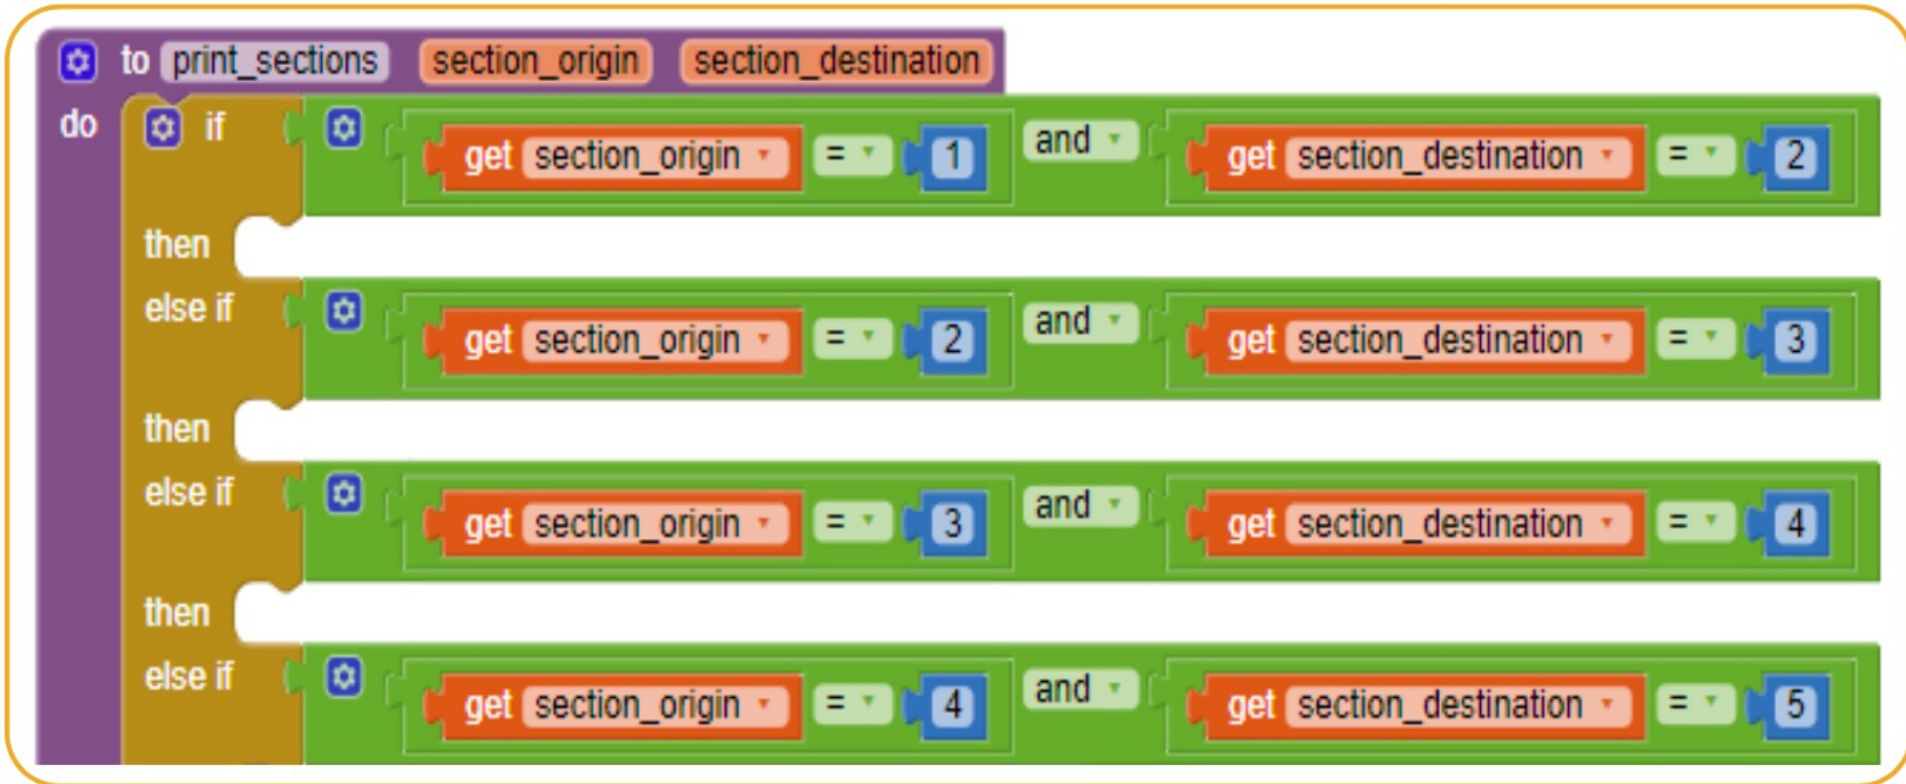 to print_sections section_origin section_destination
do if get section_origin = 1 and get section_destination = 2
then
else if get section_origin = 2 and get section_destination = 3
then
else if get section_origin = 3 and get section_destination = 4
then
else if get section_origin = 4 and get section_destination = 5